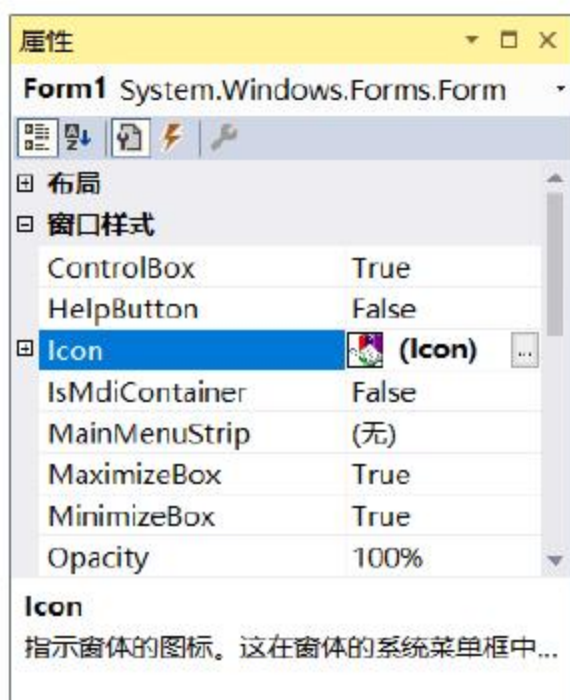 属性
Form1 System.Windows.Forms.Form
布局
窗口样式
ControlBox True
HelpButton False
Icon (Icon) ...
IsMdiContainer False
MainMenuStrip (无)
MaximizeBox True
MinimizeBox True
Opacity 100%
Icon
指示窗体的图标。这在窗体的系统菜单框中...